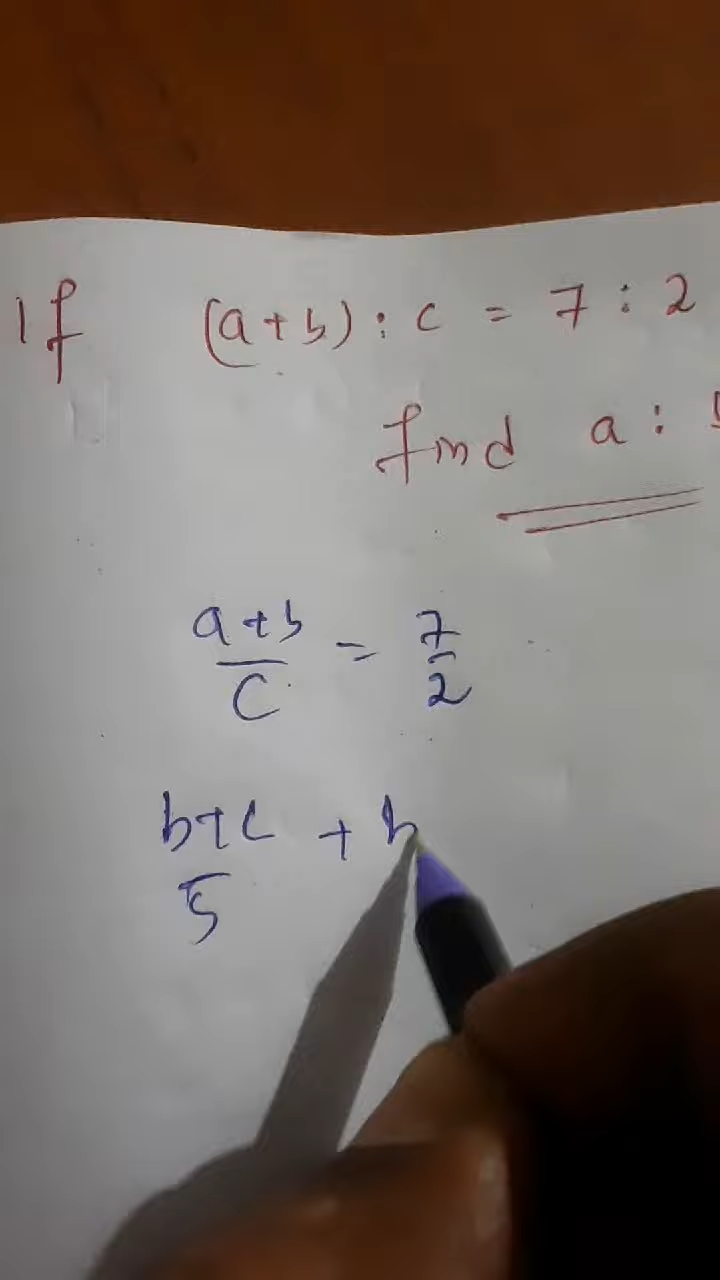 If (a+b) : c = 7 : 2
find a :
a+b
—
c
=
7
—
2
b+c
—
5
+ b